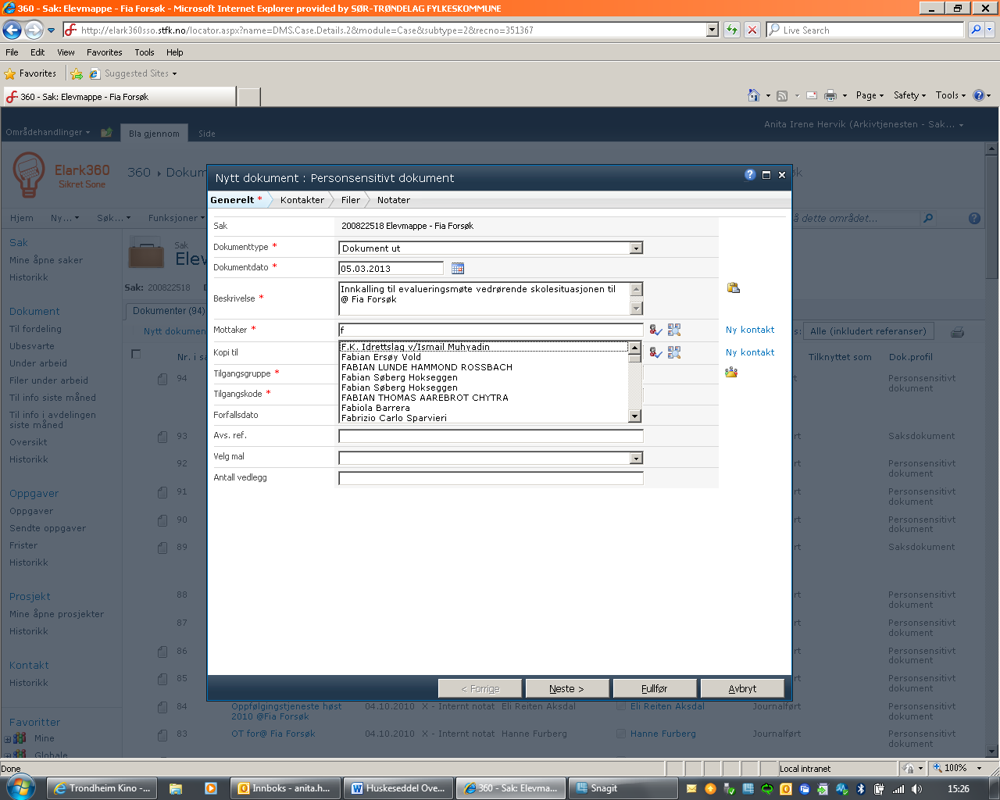 360 - Sak: Elevmappe - Fia Forsøk - Microsoft Internet Explorer provided by SØR-TRØNDELAG FYLKESKOMMUNE
http://elark360sso.stfk.no/locator.aspx?name=DMS.Case.Details.2&module=Case&subtype=2&recno=351367
Live Search
File Edit View Favorites Tools Help
Favorites Suggested Sites
360 - Sak: Elevmappe - Fia Forsøk
Page Safety Tools
Områdehandlinger Bla gjennom Side
Anita Irene Hervik (Arkivtjenesten - Sak...
Elark360
Sikret Sone
360 Dokum
Hjem Ny... Søk... Funksjoner
å dette området...
Sak
Mine åpne saker
Historikk
Dokument
Til fordeling
Ubesvarte
Under arbeid
Filer under arbeid
Til info siste måned
Til info i avdelingen
siste måned
Oversikt
Historikk
Oppgaver
Oppgaver
Sendte oppgaver
Frister
Historikk
Prosjekt
Mine åpne prosjekter
Historikk
Kontakt
Historikk
Favoritter
Mine
Globale
Sak
Elev
Sak: 200822518
Dokumenter (94)
Nytt dokument
Alle (inkludert referanser)
Nr. i sa
Tilknyttet som Dok.profil
94 Personsensitivt
dokument
93 Saksdokument
92 Personsensitivt
dokument
91 Personsensitivt
dokument
90 Personsensitivt
dokument
89 Saksdokument
88 Personsensitivt
dokument
87 Personsensitivt
dokument
86 Personsensitivt
dokument
85 Personsensitivt
dokument
84 Oppfølgingstjeneste høst
2010 @Fia Forsøk
04.10.2010 X - Internt notat Eli Reiten Aksdal Eli Reiten Aksdal Journalført Personsensitivt
dokument
83 OT for@ Fia Forsøk 04.10.2010 X - Internt notat Hanne Furberg Hanne Furberg Journalført Personsensitivt
dokument
Nytt dokument : Personsensitivt dokument
Generelt * Kontakter Filer Notater
Sak 200822518 Elevmappe - Fia Forsøk
Dokumenttype * Dokument ut
Dokumentdato * 05.03.2013
Beskrivelse * Innkalling til evalueringsmøte vedrørende skolesituasjonen til
@ Fia Forsøk
Mottaker * f Ny kontakt
Kopi til Ny kontakt
F.K. Idrettslag v/Ismail Muhyadin
Fabian Ersøy Vold
FABIAN LUNDE HAMMOND ROSSBACH
Fabian Søberg Hokseggen
Fabian Søberg Hokseggen
FABIAN THOMAS AAREBROT CHYTRA
Fabiola Barrera
Fabrizio Carlo Sparvieri
Tilgangsgruppe *
Tilgangskode *
Forfallsdato
Avs. ref.
Velg mal
Antall vedlegg
< Forrige Neste > Fullfør Avbryt
Done Local intranet 100%
Trondheim Kino -... Innboks - anita.h... Huskeseddel Ove... 360 - Sak: Elevma... Snagit 15:26